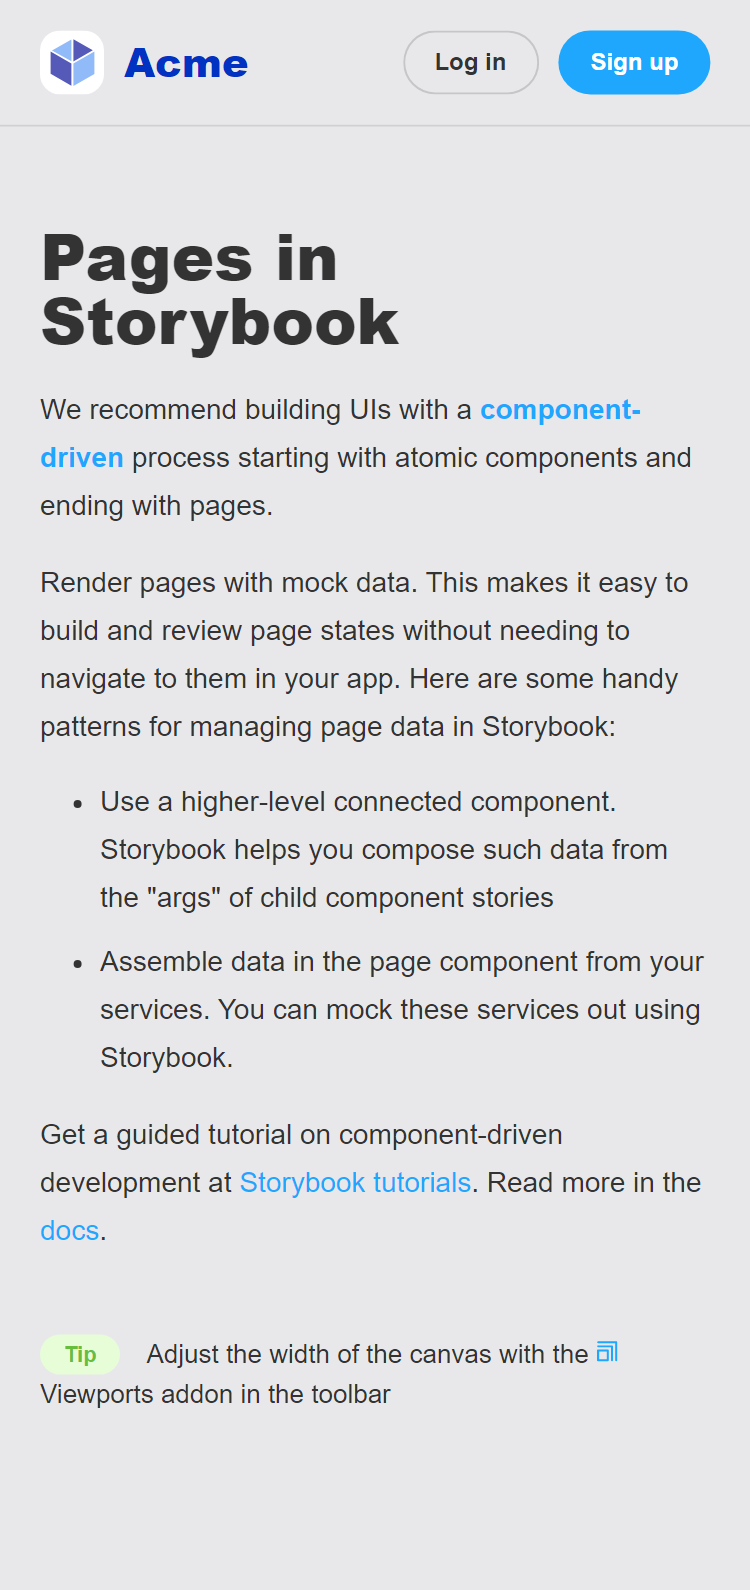 Acme
Log in
Sign up
Pages in
Storybook
We recommend building UIs with a component-
driven process starting with atomic components and
ending with pages.
Render pages with mock data. This makes it easy to
build and review page states without needing to
navigate to them in your app. Here are some handy
patterns for managing page data in Storybook:
Use a higher-level connected component.
Storybook helps you compose such data from
the "args" of child component stories
Assemble data in the page component from your
services. You can mock these services out using
Storybook.
Get a guided tutorial on component-driven
development at Storybook tutorials. Read more in the
docs.
Tip Adjust the width of the canvas with the
Viewports addon in the toolbar